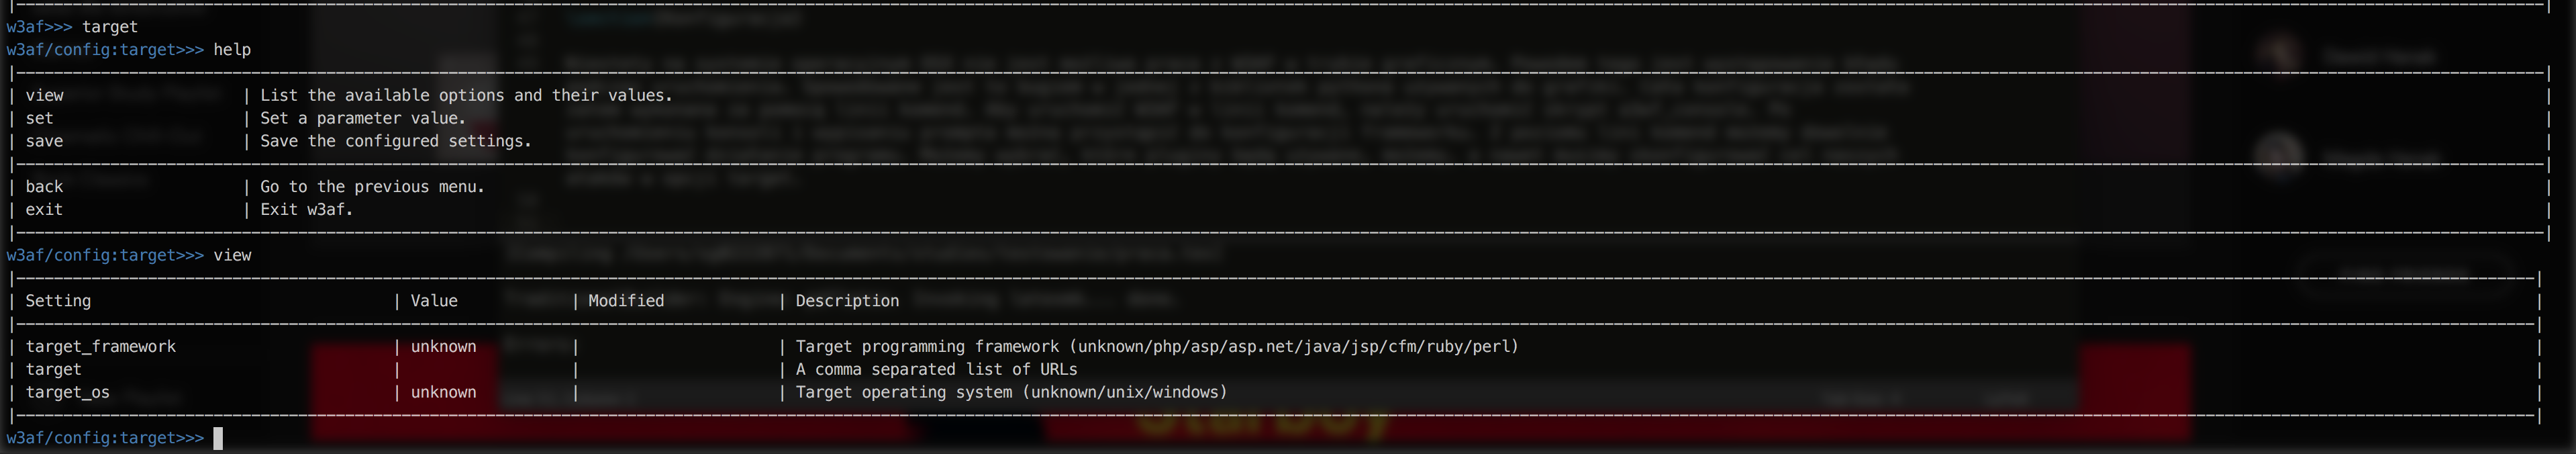 w3af>>> target
w3af/config:target>>> help
|----------------------------------------------------------------|
| view | List the available options and their values. |
| set | Set a parameter value. |
| save | Save the configured settings. |
|----------------------------------------------------------------|
| back | Go to the previous menu. |
| exit | Exit w3af. |
|----------------------------------------------------------------|
w3af/config:target>>> view
|----------------------------------------------------------------|
| Setting | Value | Modified | Description |
|----------------------------------------------------------------|
| target_framework | unknown | | Target programming framework (unknown/php/asp/asp.net/java/jsp/cfm/ruby/perl) |
| target | | | A comma separated list of URLs |
| target_os | unknown | | Target operating system (unknown/unix/windows) |
|----------------------------------------------------------------|
w3af/config:target>>>